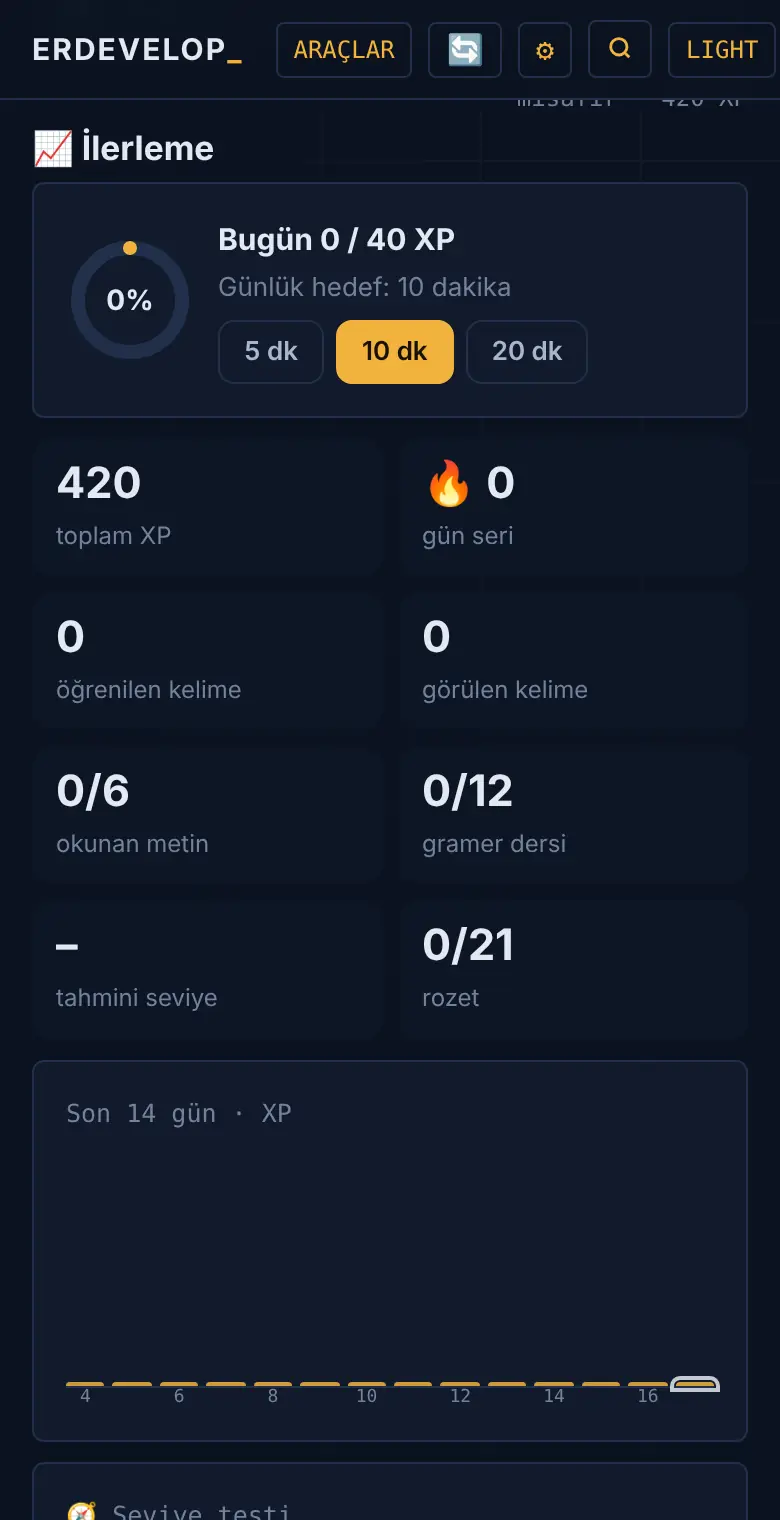 ERDEVELOP_ ARAÇLAR LIGHT
misafir 420 XP
İlerleme
0%
Bugün 0 / 40 XP
Günlük hedef: 10 dakika
5 dk 10 dk 20 dk
420
toplam XP
0
gün seri
0
öğrenilen kelime
0
görülen kelime
0/6
okunan metin
0/12
gramer dersi
–
tahmini seviye
0/21
rozet
Son 14 gün · XP
4 6 8 10 12 14 16
Seviye testi